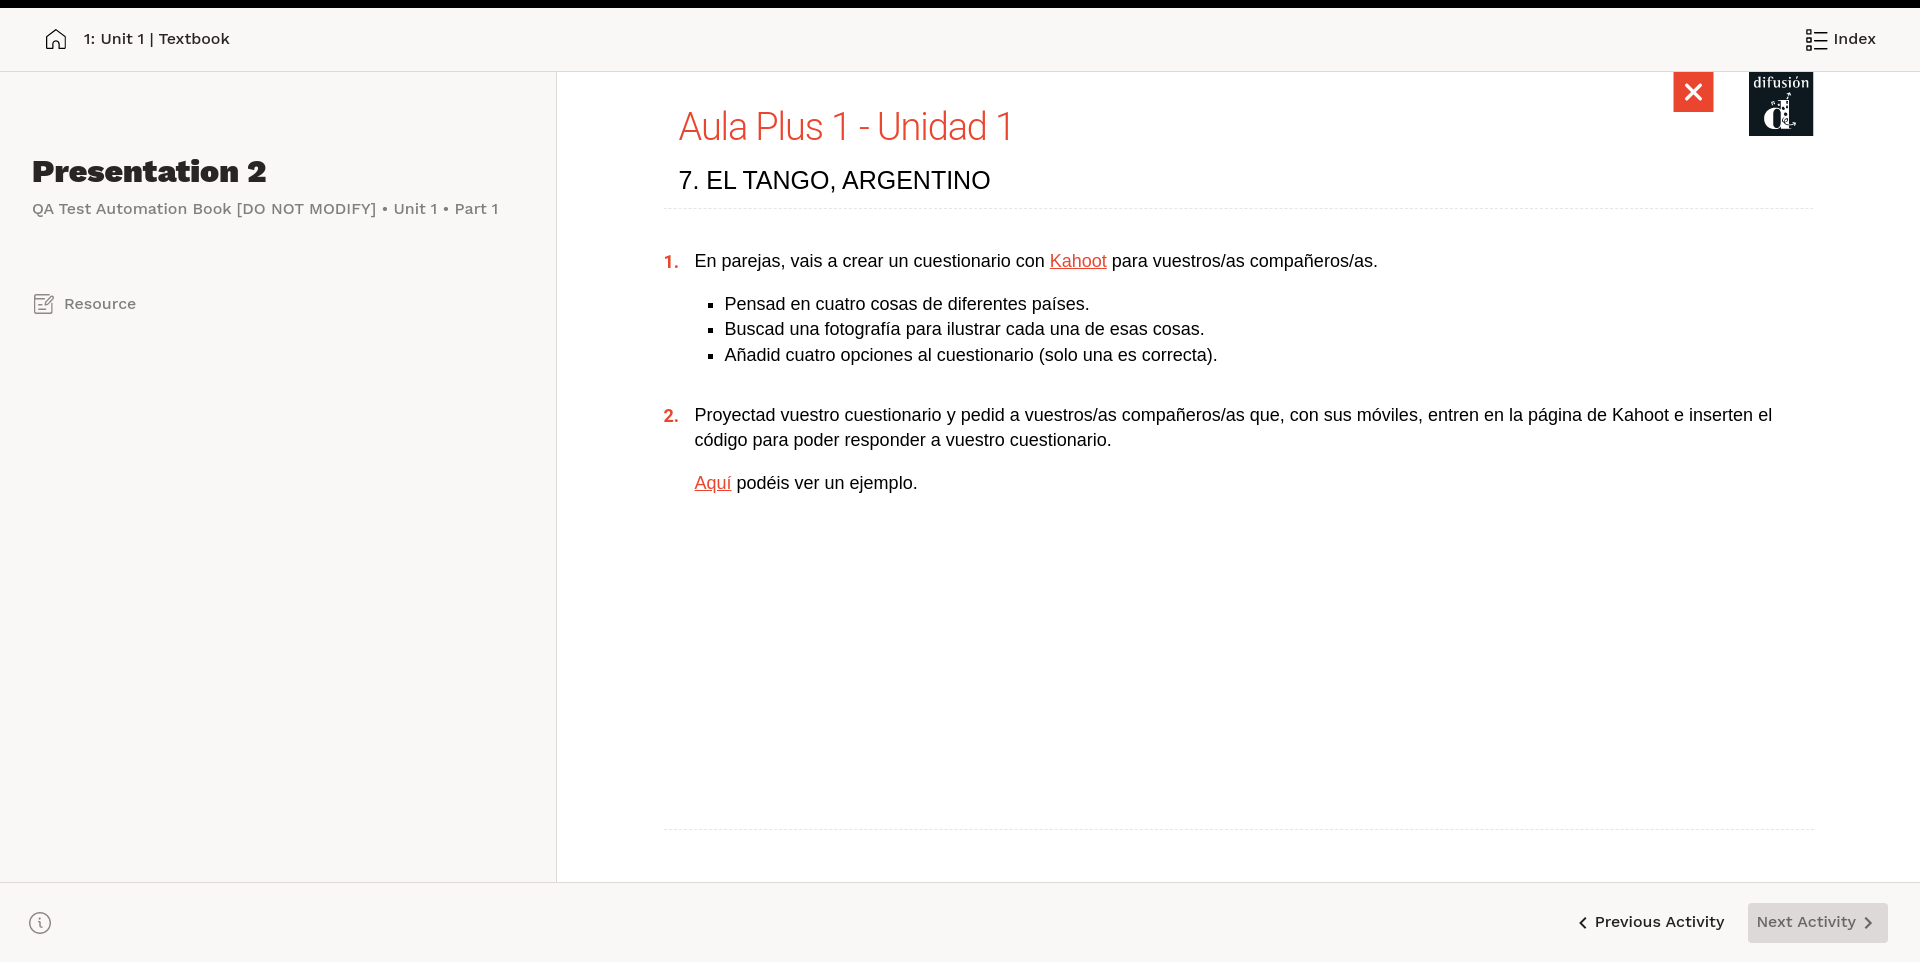 1: Unit 1 | Textbook
Index
Presentation 2
QA Test Automation Book [DO NOT MODIFY] • Unit 1 • Part 1
Resource
difusión
d
Aula Plus 1 - Unidad 1
7. EL TANGO, ARGENTINO
1. En parejas, vais a crear un cuestionario con Kahoot para vuestros/as compañeros/as.
▪ Pensad en cuatro cosas de diferentes países.
▪ Buscad una fotografía para ilustrar cada una de esas cosas.
▪ Añadid cuatro opciones al cuestionario (solo una es correcta).
2. Proyectad vuestro cuestionario y pedid a vuestros/as compañeros/as que, con sus móviles, entren en la página de Kahoot e inserten el
código para poder responder a vuestro cuestionario.
Aquí podéis ver un ejemplo.
Previous Activity
Next Activity